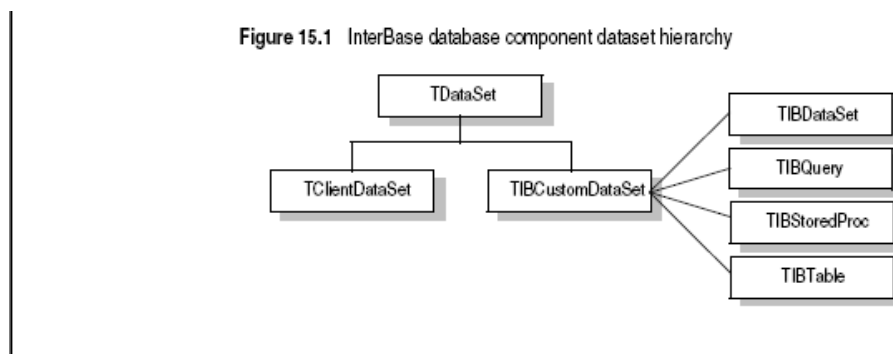 Figure 15.1 InterBase database component dataset hierarchy
TDataSet
TClientDataSet
TIBCustomDataSet
TIBDataSet
TIBQuery
TIBStoredProc
TIBTable